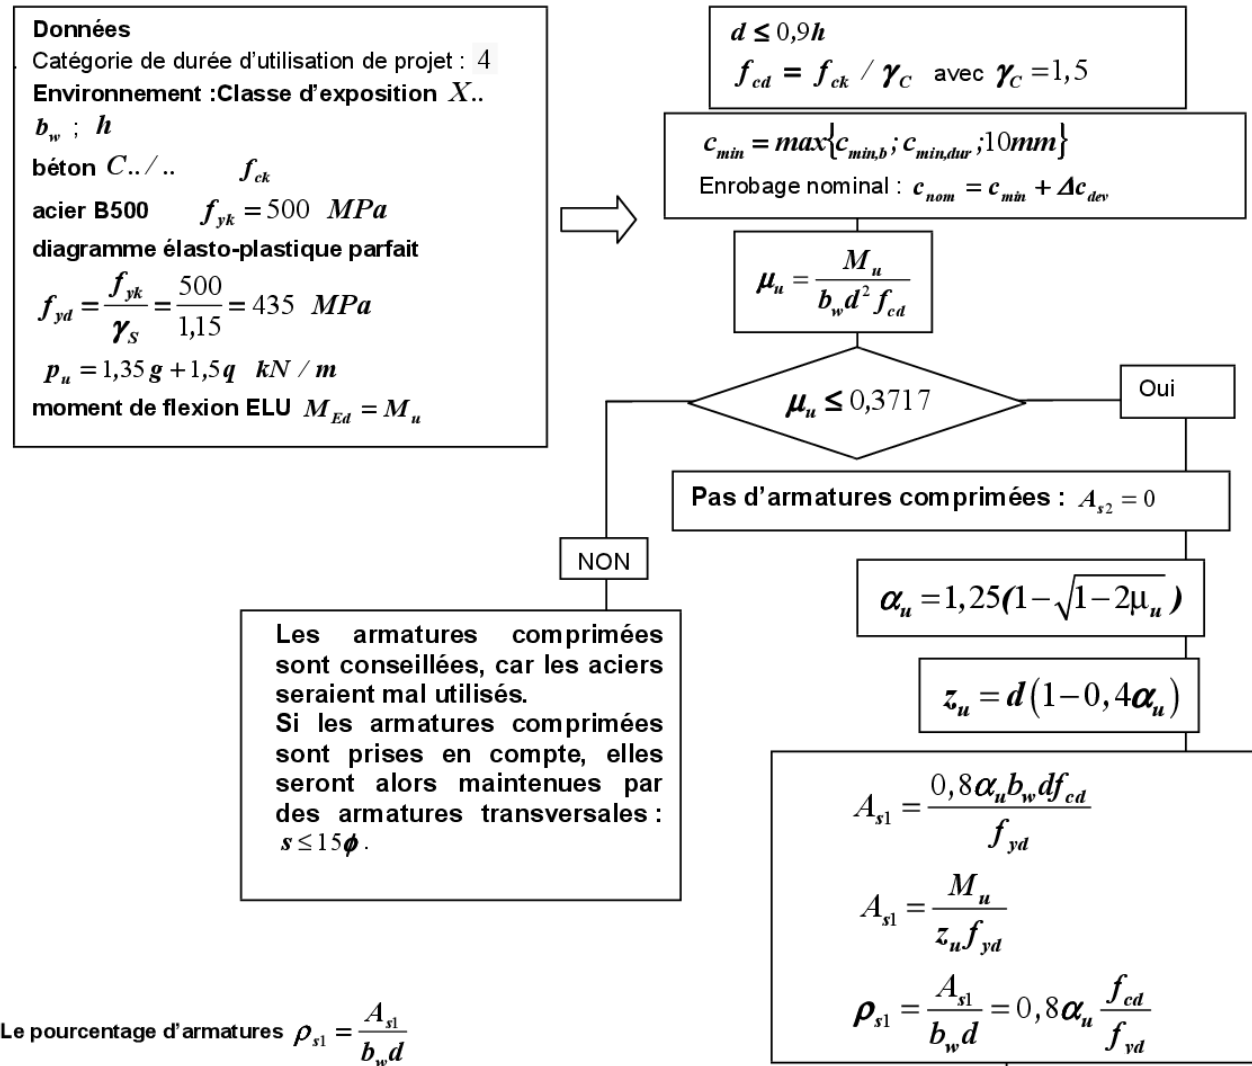 Données
. Catégorie de durée d'utilisation de projet : 4
Environnement :Classe d'exposition X..
b_w ; h
béton C../.. f_ck
acier B500 f_yk = 500 MPa
diagramme élasto-plastique parfait
f_yd = f_yk / γ_S = 500 / 1,15 = 435 MPa
p_u = 1,35 g + 1,5 q kN / m
moment de flexion ELU M_Ed = M_u
d ≤ 0,9h
f_cd = f_ck / γ_C avec γ_C = 1,5
c_min = max{c_min,b ; c_min,dur ; 10mm}
Enrobage nominal : c_nom = c_min + Δc_dev
μ_u = M_u / b_w d² f_cd
μ_u ≤ 0,3717
Oui
Pas d'armatures comprimées : A_s2 = 0
NON
α_u = 1,25(1 − √(1 − 2μ_u))
z_u = d(1 − 0,4α_u)
Les armatures comprimées
sont conseillées, car les aciers
seraient mal utilisés.
Si les armatures comprimées
sont prises en compte, elles
seront alors maintenues par
des armatures transversales :
s ≤ 15ϕ .
A_s1 = 0,8α_u b_w d f_cd / f_yd
A_s1 = M_u / z_u f_yd
ρ_s1 = A_s1 / b_w d = 0,8α_u f_cd / f_yd
Le pourcentage d'armatures ρ_s1 = A_s1 / b_w d